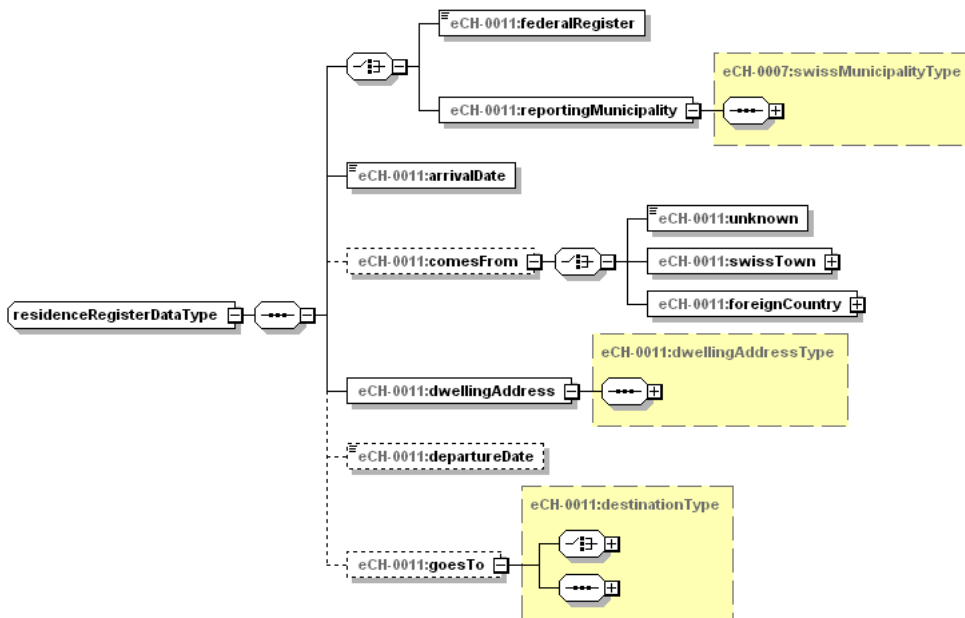 eCH-0011:federalRegister
eCH-0007:swissMunicipalityType
eCH-0011:reportingMunicipality
eCH-0011:arrivalDate
eCH-0011:unknown
eCH-0011:comesFrom
eCH-0011:swissTown
eCH-0011:foreignCountry
residenceRegisterDataType
eCH-0011:dwellingAddressType
eCH-0011:dwellingAddress
eCH-0011:departureDate
eCH-0011:destinationType
eCH-0011:goesTo